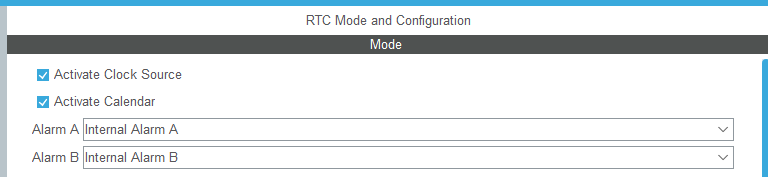 RTC Mode and Configuration
Mode
Activate Clock Source
Activate Calendar
Alarm A Internal Alarm A
Alarm B Internal Alarm B